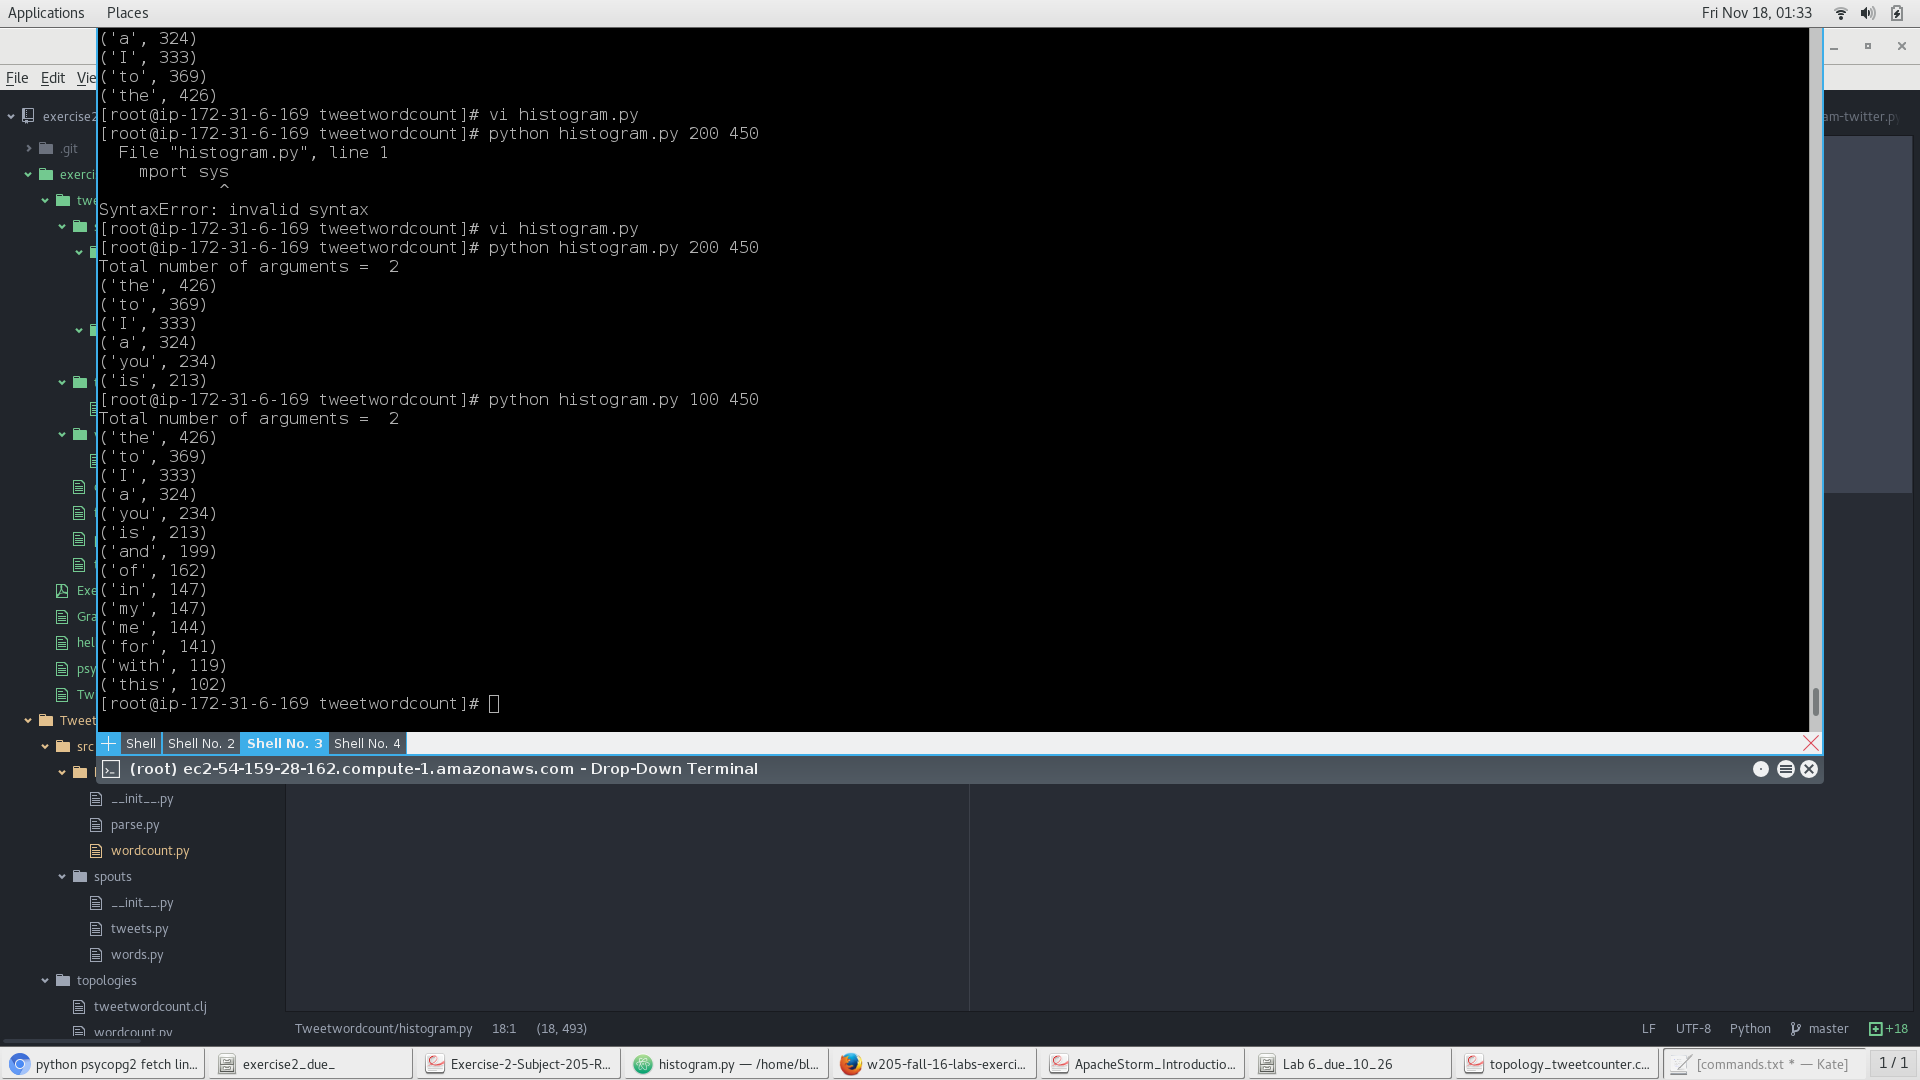 Applications Places Fri Nov 18, 01:33
File Edit Vie
('a', 324)
('I', 333)
('to', 369)
('the', 426)
[root@ip-172-31-6-169 tweetwordcount]# vi histogram.py
[root@ip-172-31-6-169 tweetwordcount]# python histogram.py 200 450
  File "histogram.py", line 1
    mport sys
            ^
SyntaxError: invalid syntax
[root@ip-172-31-6-169 tweetwordcount]# vi histogram.py
[root@ip-172-31-6-169 tweetwordcount]# python histogram.py 200 450
Total number of arguments =  2
('the', 426)
('to', 369)
('I', 333)
('a', 324)
('you', 234)
('is', 213)
[root@ip-172-31-6-169 tweetwordcount]# python histogram.py 100 450
Total number of arguments =  2
('the', 426)
('to', 369)
('I', 333)
('a', 324)
('you', 234)
('is', 213)
('and', 199)
('of', 162)
('in', 147)
('my', 147)
('me', 144)
('for', 141)
('with', 119)
('this', 102)
[root@ip-172-31-6-169 tweetwordcount]#
Shell Shell No. 2 Shell No. 3 Shell No. 4
(root) ec2-54-159-28-162.compute-1.amazonaws.com - Drop-Down Terminal
am-twitter.py
exercise2
.git
exerci
twe
Exe
Gra
hel
psy
Tw
Tweet
src
__init__.py
parse.py
wordcount.py
spouts
__init__.py
tweets.py
words.py
topologies
tweetwordcount.clj
wordcount.py
Tweetwordcount/histogram.py 18:1 (18, 493) LF UTF-8 Python master +18
python psycopg2 fetch lin... exercise2_due_ Exercise-2-Subject-205-R... histogram.py — /home/bl... w205-fall-16-labs-exerci... ApacheStorm_Introductio... Lab 6_due_10_26 topology_tweetcounter.c... [commands.txt * — Kate] 1 / 1